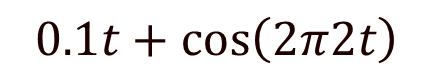 0.1𝑡 + cos(2𝜋2𝑡)